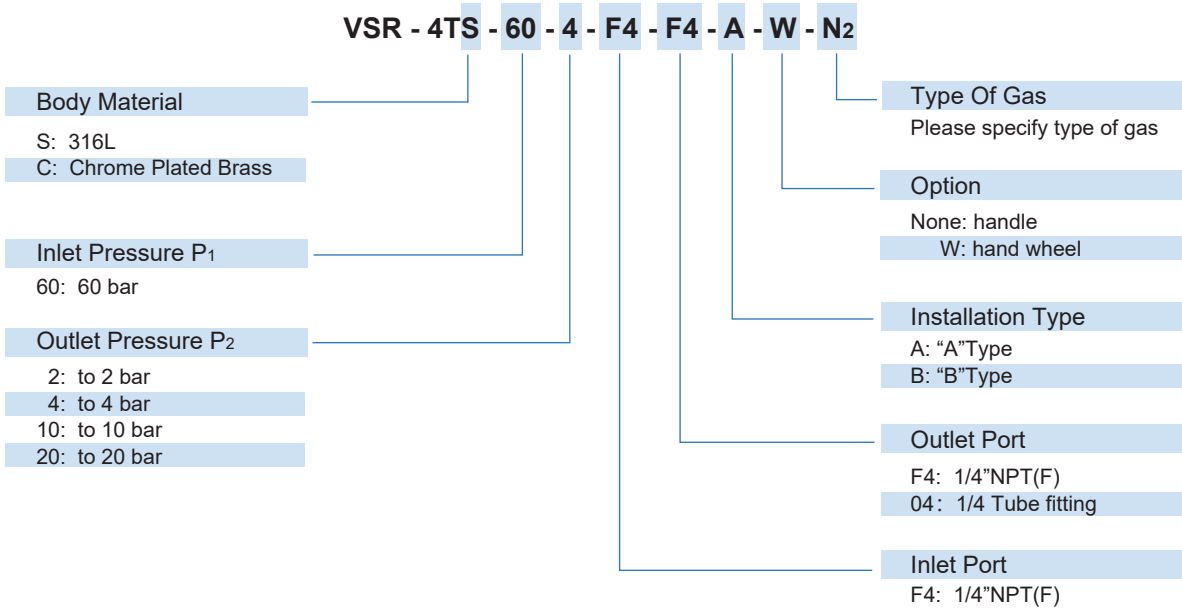 VSR - 4TS - 60 - 4 - F4 - F4 - A - W - N2
Body Material
S: 316L
C: Chrome Plated Brass
Inlet Pressure P1
60: 60 bar
Outlet Pressure P2
2: to 2 bar
4: to 4 bar
10: to 10 bar
20: to 20 bar
Type Of Gas
Please specify type of gas
Option
None: handle
W: hand wheel
Installation Type
A: “A”Type
B: “B”Type
Outlet Port
F4: 1/4”NPT(F)
04: 1/4 Tube fitting
Inlet Port
F4: 1/4”NPT(F)